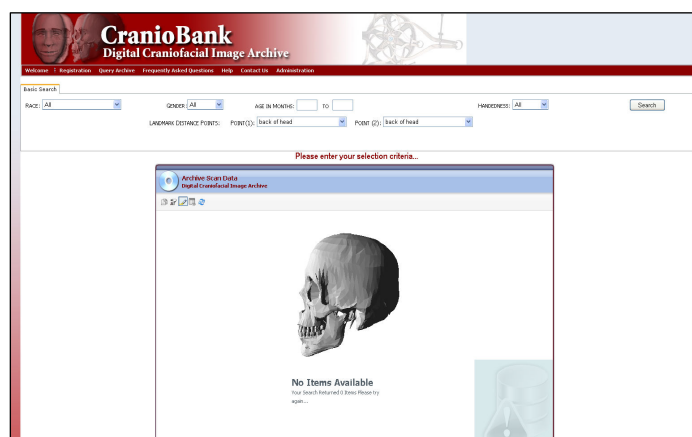 CranioBank
Digital Craniofacial Image Archive
Welcome Registration Query Archive Frequently Asked Questions Help Contact Us Administration
Basic Search
RACE: All GENDER: All AGE IN MONTHS: TO HANDEDNESS: All Search
LANDMARK DISTANCE POINTS: POINT(1): back of head POINT (2): back of head
Please enter your selection criteria...
Archive Scan Data
Digital Craniofacial Image Archive
No Items Available
Your Search Returned 0 Items Please try
again...